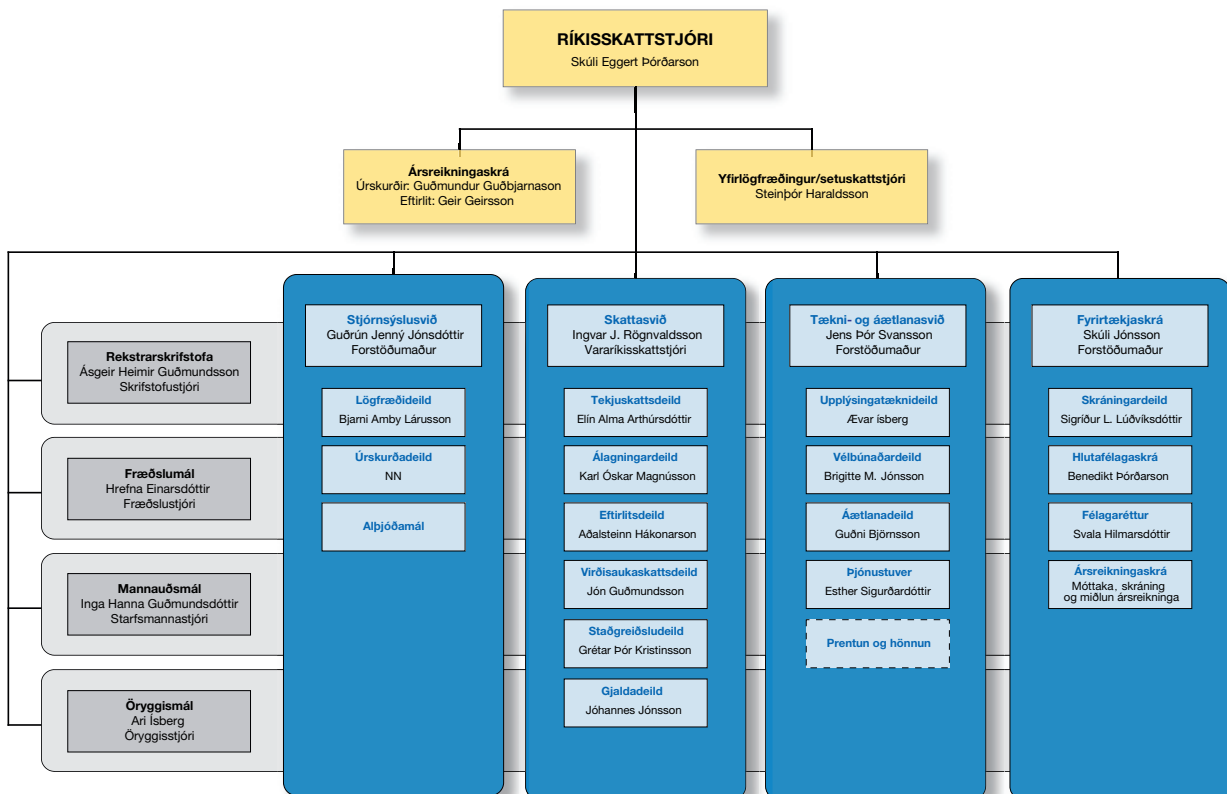 RÍKISSKATTSTJÓRI
Skúli Eggert Þórðarson
Ársreikningaskrá
Úrskurðir: Guðmundur Guðbjarnason
Eftirlit: Geir Geirsson
Yfirlögfræðingur/setuskattstjóri
Steinþór Haraldsson
Rekstrarskrifstofa
Ásgeir Heimir Guðmundsson
Skrifstofustjóri
Fræðslumál
Hrefna Einarsdóttir
Fræðslustjóri
Mannauðsmál
Inga Hanna Guðmundsdóttir
Starfsmannastjóri
Öryggismál
Ari Ísberg
Öryggisstjóri
Stjórnsýslusvið
Guðrún Jenný Jónsdóttir
Forstöðumaður
Lögfræðideild
Bjarni Amby Lárusson
Úrskurðadeild
NN
Alþjóðamál
Skattasvið
Ingvar J. Rögnvaldsson
Vararíkisskattstjóri
Tekjuskattsdeild
Elín Alma Arthúrsdóttir
Álagningardeild
Karl Óskar Magnússon
Eftirlitsdeild
Aðalsteinn Hákonarson
Virðisaukaskattsdeild
Jón Guðmundsson
Staðgreiðsludeild
Grétar Þór Kristinsson
Gjaldadeild
Jóhannes Jónsson
Tækni- og áætlanasvið
Jens Þór Svansson
Forstöðumaður
Upplýsingatæknideild
Ævar ísberg
Vélbúnaðardeild
Brigitte M. Jónsson
Áætlanadeild
Guðni Björnsson
Þjónustuver
Esther Sigurðardóttir
Prentun og hönnun
Fyrirtækjaskrá
Skúli Jónsson
Forstöðumaður
Skráningardeild
Sigríður L. Lúðvíksdóttir
Hlutafélagaskrá
Benedikt Þórðarson
Félagaréttur
Svala Hilmarsdóttir
Ársreikningaskrá
Móttaka, skráning
og miðlun ársreikninga